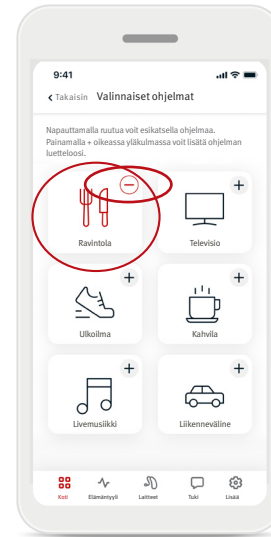 9:41
Takaisin Valinnaiset ohjelmat
Napauttamalla ruutua voit esikatsella ohjelmaa.
Painamalla + oikeassa yläkulmassa voit lisätä ohjelman
luetteloosi.
Ravintola
Televisio
Ulkoilma
Kahvila
Livemusiikki
Liikenneväline
Koti Elämäntyyli Laitteet Tuki Lisää